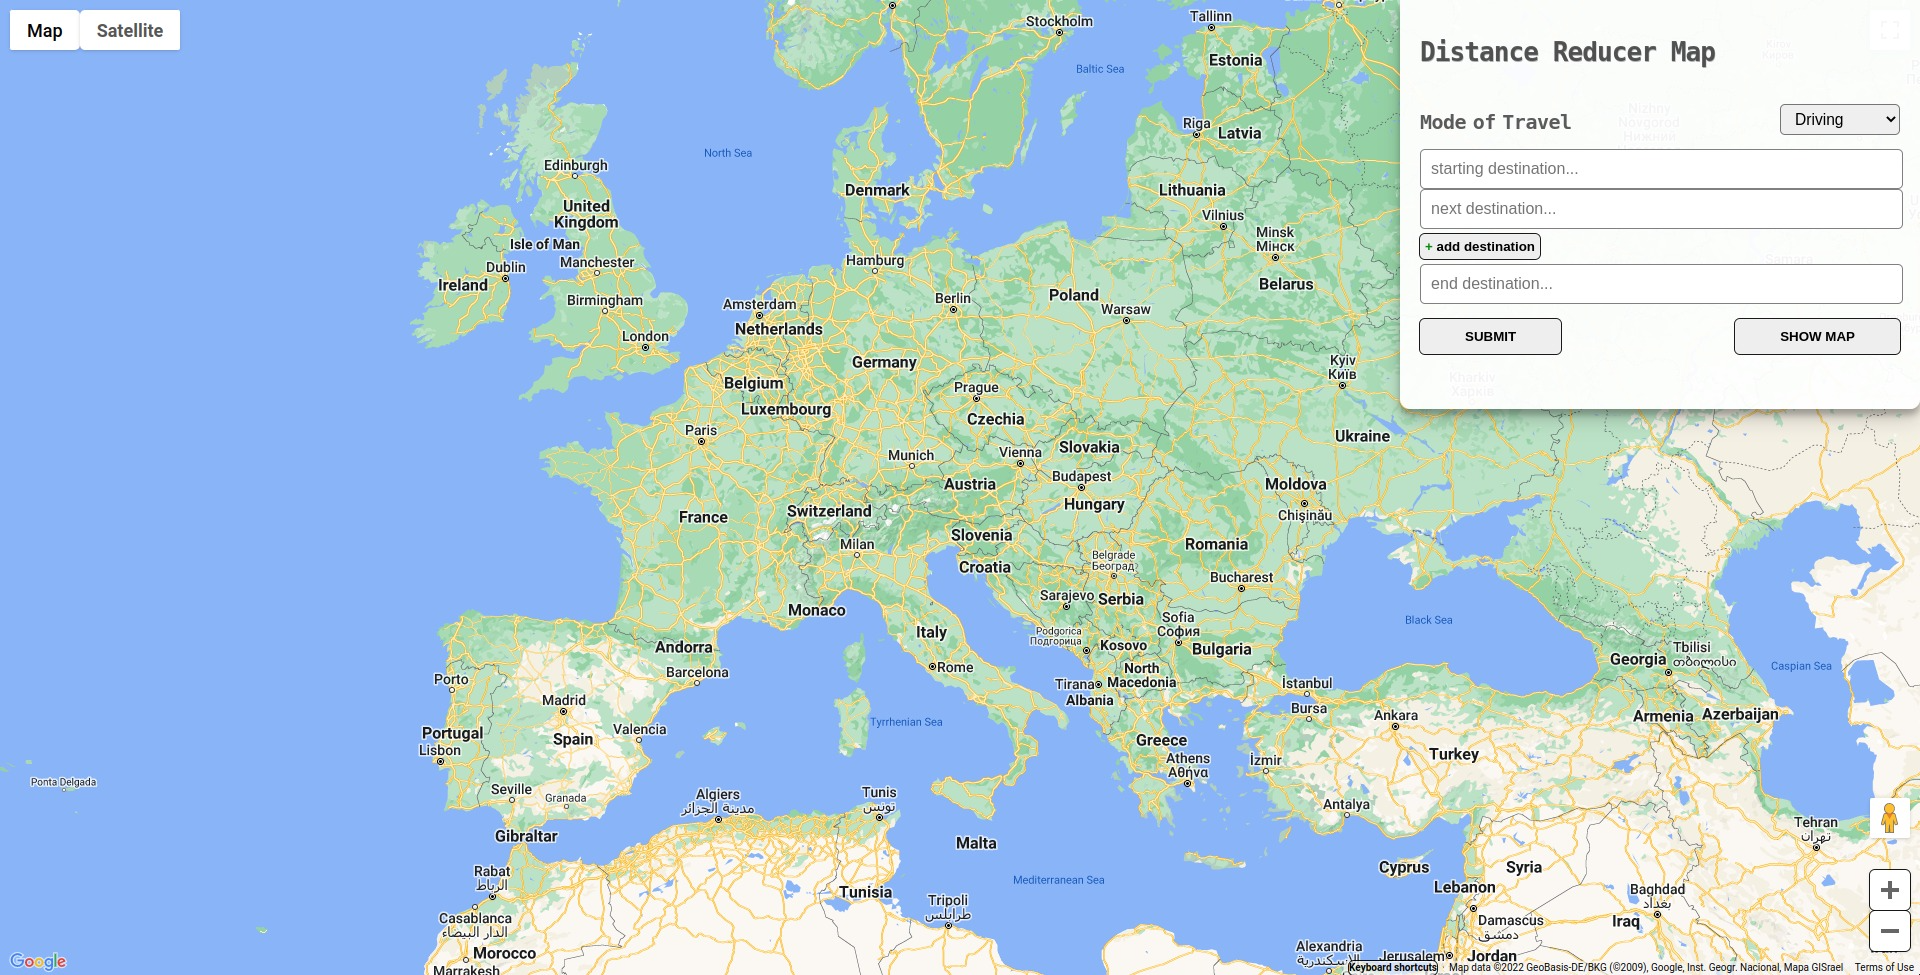 Map
Satellite
Distance Reducer Map
Mode of Travel
Driving
starting destination...
next destination...
+ add destination
end destination...
SUBMIT
SHOW MAP
Stockholm
Tallinn
Estonia
Baltic Sea
Riga
Latvia
North Sea
Edinburgh
Denmark
Lithuania
United
Kingdom
Vilnius
Minsk
Мінск
Isle of Man
Dublin
Manchester
Hamburg
Ireland
Belarus
Birmingham
Amsterdam
Berlin
Poland
Warsaw
Netherlands
London
Germany
Kyiv
Київ
Kharkiv
Харків
Nizhny
Novgorod
Нижний
Samara
Belgium
Prague
Luxembourg
Czechia
Paris
Ukraine
Munich
Vienna
Slovakia
Budapest
Austria
Moldova
Hungary
Chișinău
France
Switzerland
Slovenia
Milan
Romania
Belgrade
Београд
Croatia
Bucharest
Sarajevo
Serbia
Monaco
Black Sea
Italy
Podgorica
Подгорица
Sofia
София
Kosovo
Bulgaria
Andorra
Tbilisi
თბილისი
Georgia
Caspian Sea
Rome
Barcelona
North
Macedonia
Tirana
Albania
İstanbul
Porto
Madrid
Bursa
Ankara
Armenia
Azerbaijan
Tyrrhenian Sea
Valencia
Portugal
Lisbon
Spain
Greece
Turkey
Athens
Αθήνα
İzmir
Ponta Delgada
Seville
Granada
Algiers
مدينة الجزائر
Tunis
تونس
Antalya
Tehran
تهران
Gibraltar
Malta
Cyprus
Syria
Rabat
الرباط
Mediterranean Sea
Lebanon
Tunisia
Baghdad
بغداد
Tripoli
طرابلس
Iraq
Casablanca
الدار البيضاء
Damascus
دمشق
Morocco
Alexandria
الإسكندرية
Jerusalem
Jordan
Marrakesh
Google
Keyboard shortcuts
Map data ©2022 GeoBasis-DE/BKG (©2009), Google, Inst. Geogr. Nacional, Mapa GISrael
Terms of Use